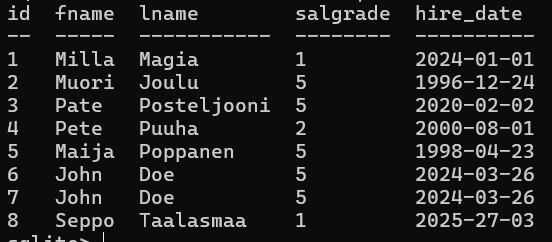 id  fname  lname        salgrade  hire_date
--  -----  -----------  --------  ----------
1   Milla  Magia        1         2024-01-01
2   Muori  Joulu        5         1996-12-24
3   Pate   Posteljooni  5         2020-02-02
4   Pete   Puuha        2         2000-08-01
5   Maija  Poppanen     5         1998-04-23
6   John   Doe          5         2024-03-26
7   John   Doe          5         2024-03-26
8   Seppo  Taalasmaa    1         2025-27-03
sqlite>